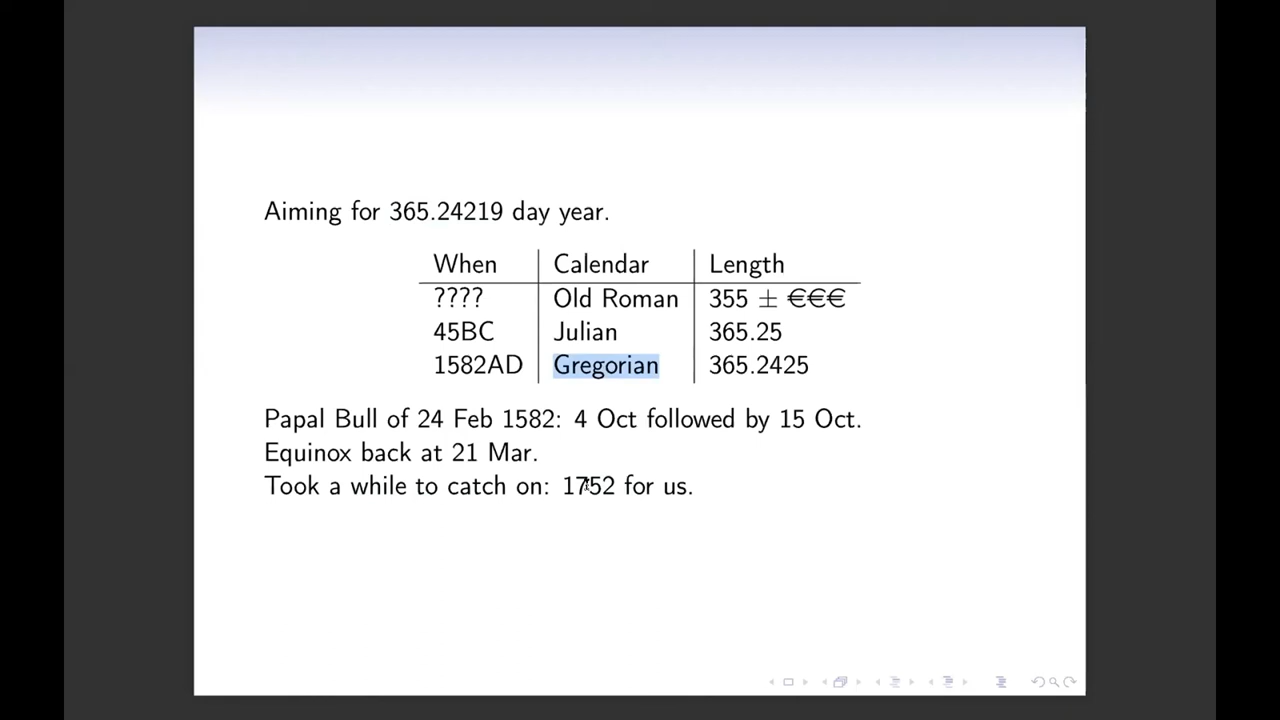 Aiming for 365.24219 day year.
When Calendar Length
???? Old Roman 355 ± €€€
45BC Julian 365.25
1582AD Gregorian 365.2425
Papal Bull of 24 Feb 1582: 4 Oct followed by 15 Oct.
Equinox back at 21 Mar.
Took a while to catch on: 1752 for us.